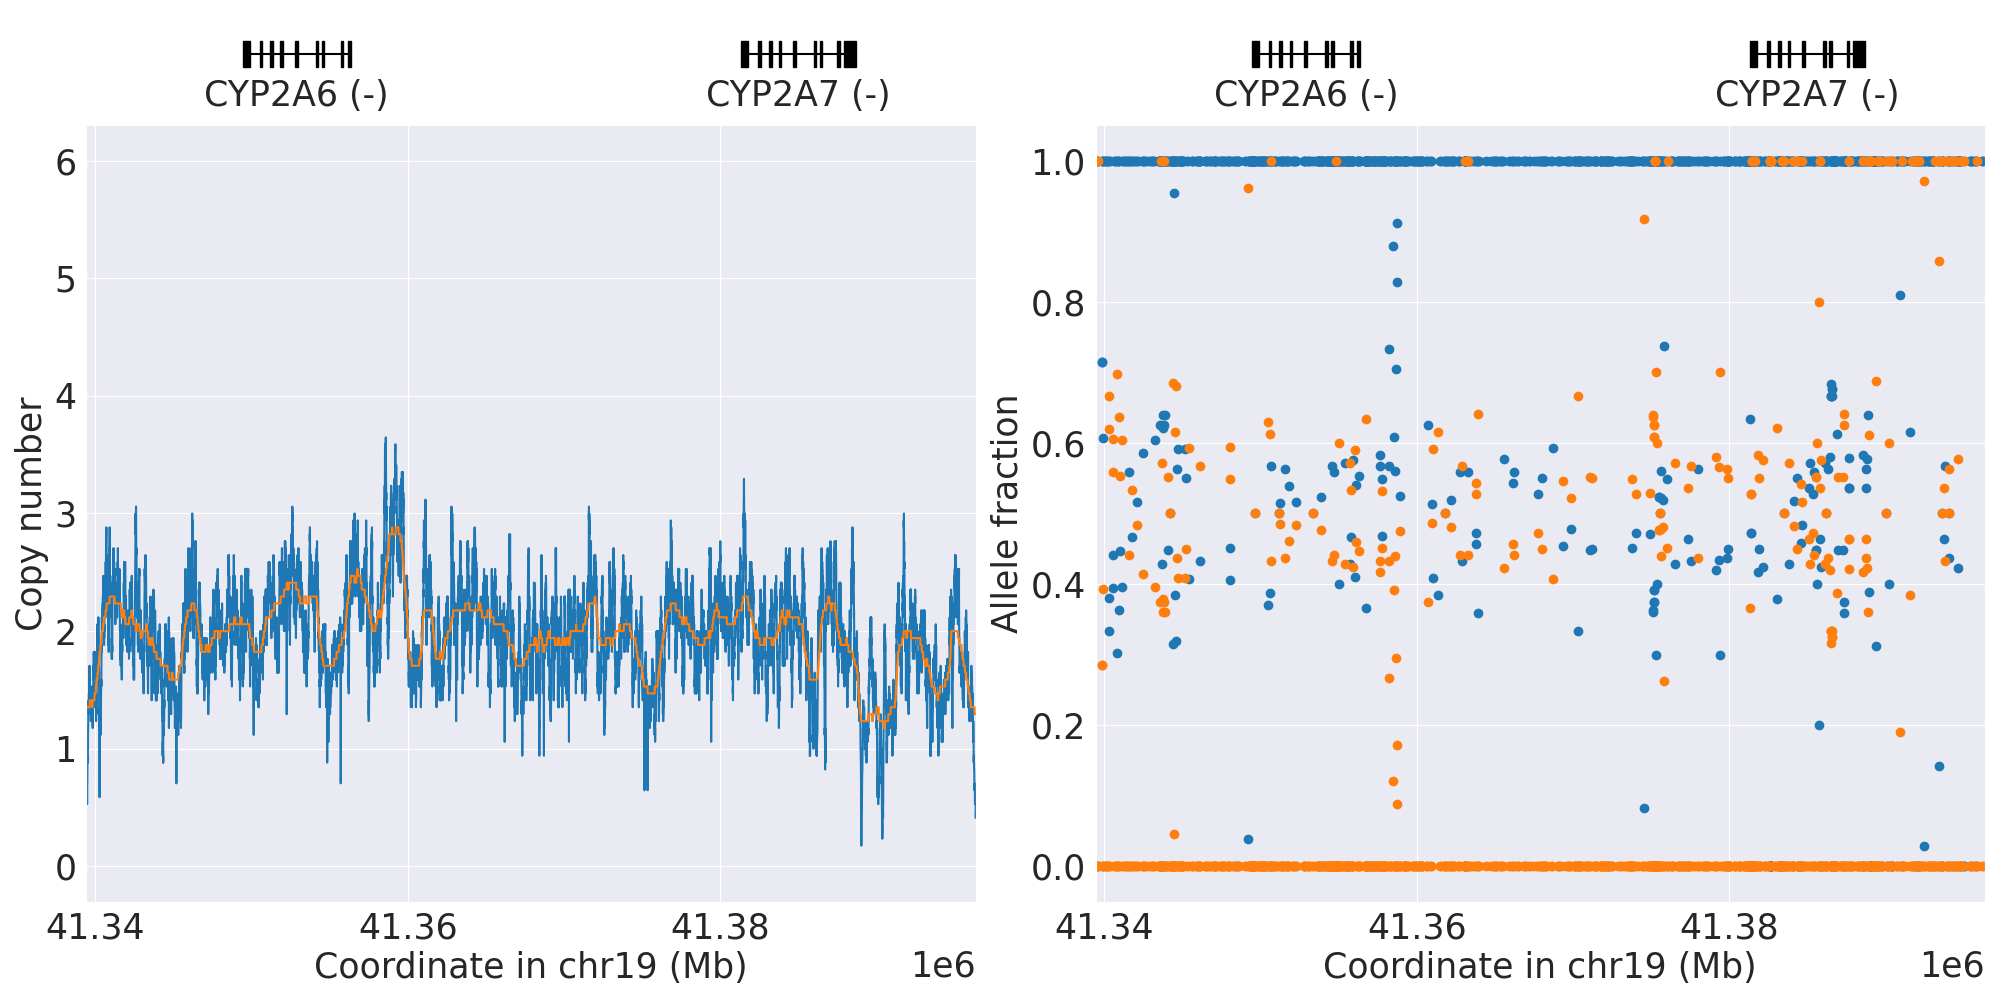 CYP2A6 (-)
CYP2A7 (-)
6
5
4
3
2
1
0
Copy number
41.34
41.36
41.38
Coordinate in chr19 (Mb)
1e6
CYP2A6 (-)
CYP2A7 (-)
1.0
0.8
0.6
0.4
0.2
0.0
Allele fraction
41.34
41.36
41.38
Coordinate in chr19 (Mb)
1e6